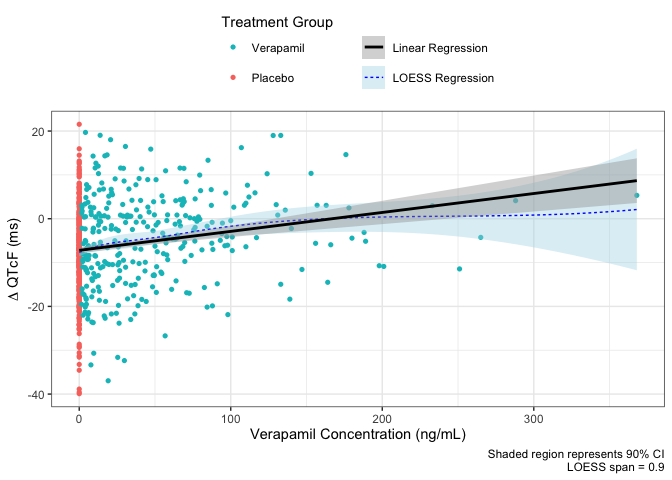 Treatment Group
Verapamil
Linear Regression
Placebo
LOESS Regression
20
0
-20
-40
Δ QTcF (ms)
0
100
200
300
Verapamil Concentration (ng/mL)
Shaded region represents 90% CI
LOESS span = 0.9